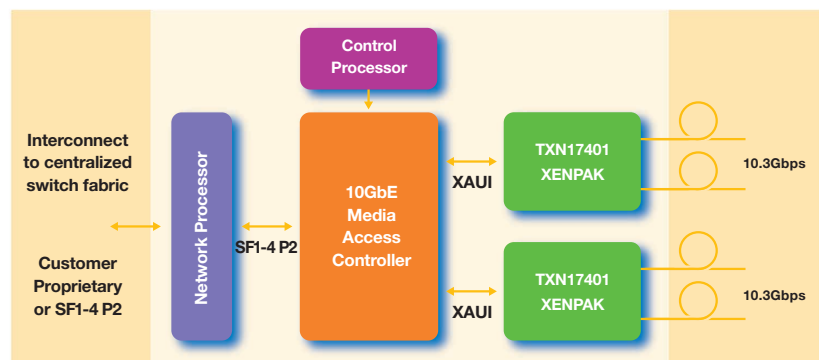 Control
Processor
Interconnect
to centralized
switch fabric
Customer
Proprietary
or SF1-4 P2
Network Processor
SF1-4 P2
10GbE
Media
Access
Controller
XAUI
TXN17401
XENPAK
10.3Gbps
XAUI
TXN17401
XENPAK
10.3Gbps